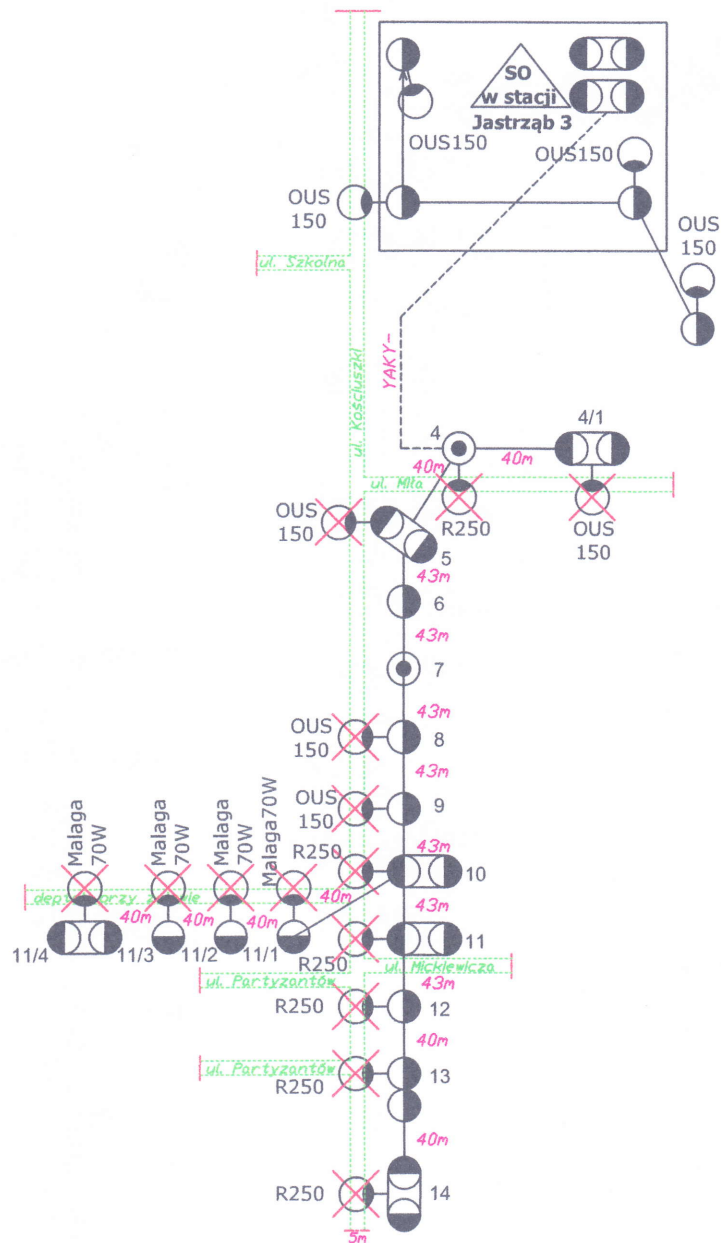 SO
w stacji
Jastrząb 3
OUS150
OUS150
OUS
150
OUS
150
ul. Szkolna
ul. Kościuszki
YAKY-
4
4/1
40m
40m
ul. Miła
R250
OUS
150
OUS
150
5
43m
6
43m
7
43m
OUS
150
8
43m
OUS
150
9
43m
Malaga
70W
Malaga
70W
Malaga
70W
Malaga70W
R250
10
przy
40m
40m
40m
40m
43m
11/4
11/3
11/2
11/1
11
R250
ul. Mickiewicza
ul. Partyzantów
43m
R250
12
40m
ul. Partyzantów
13
R250
40m
R250
14
5m